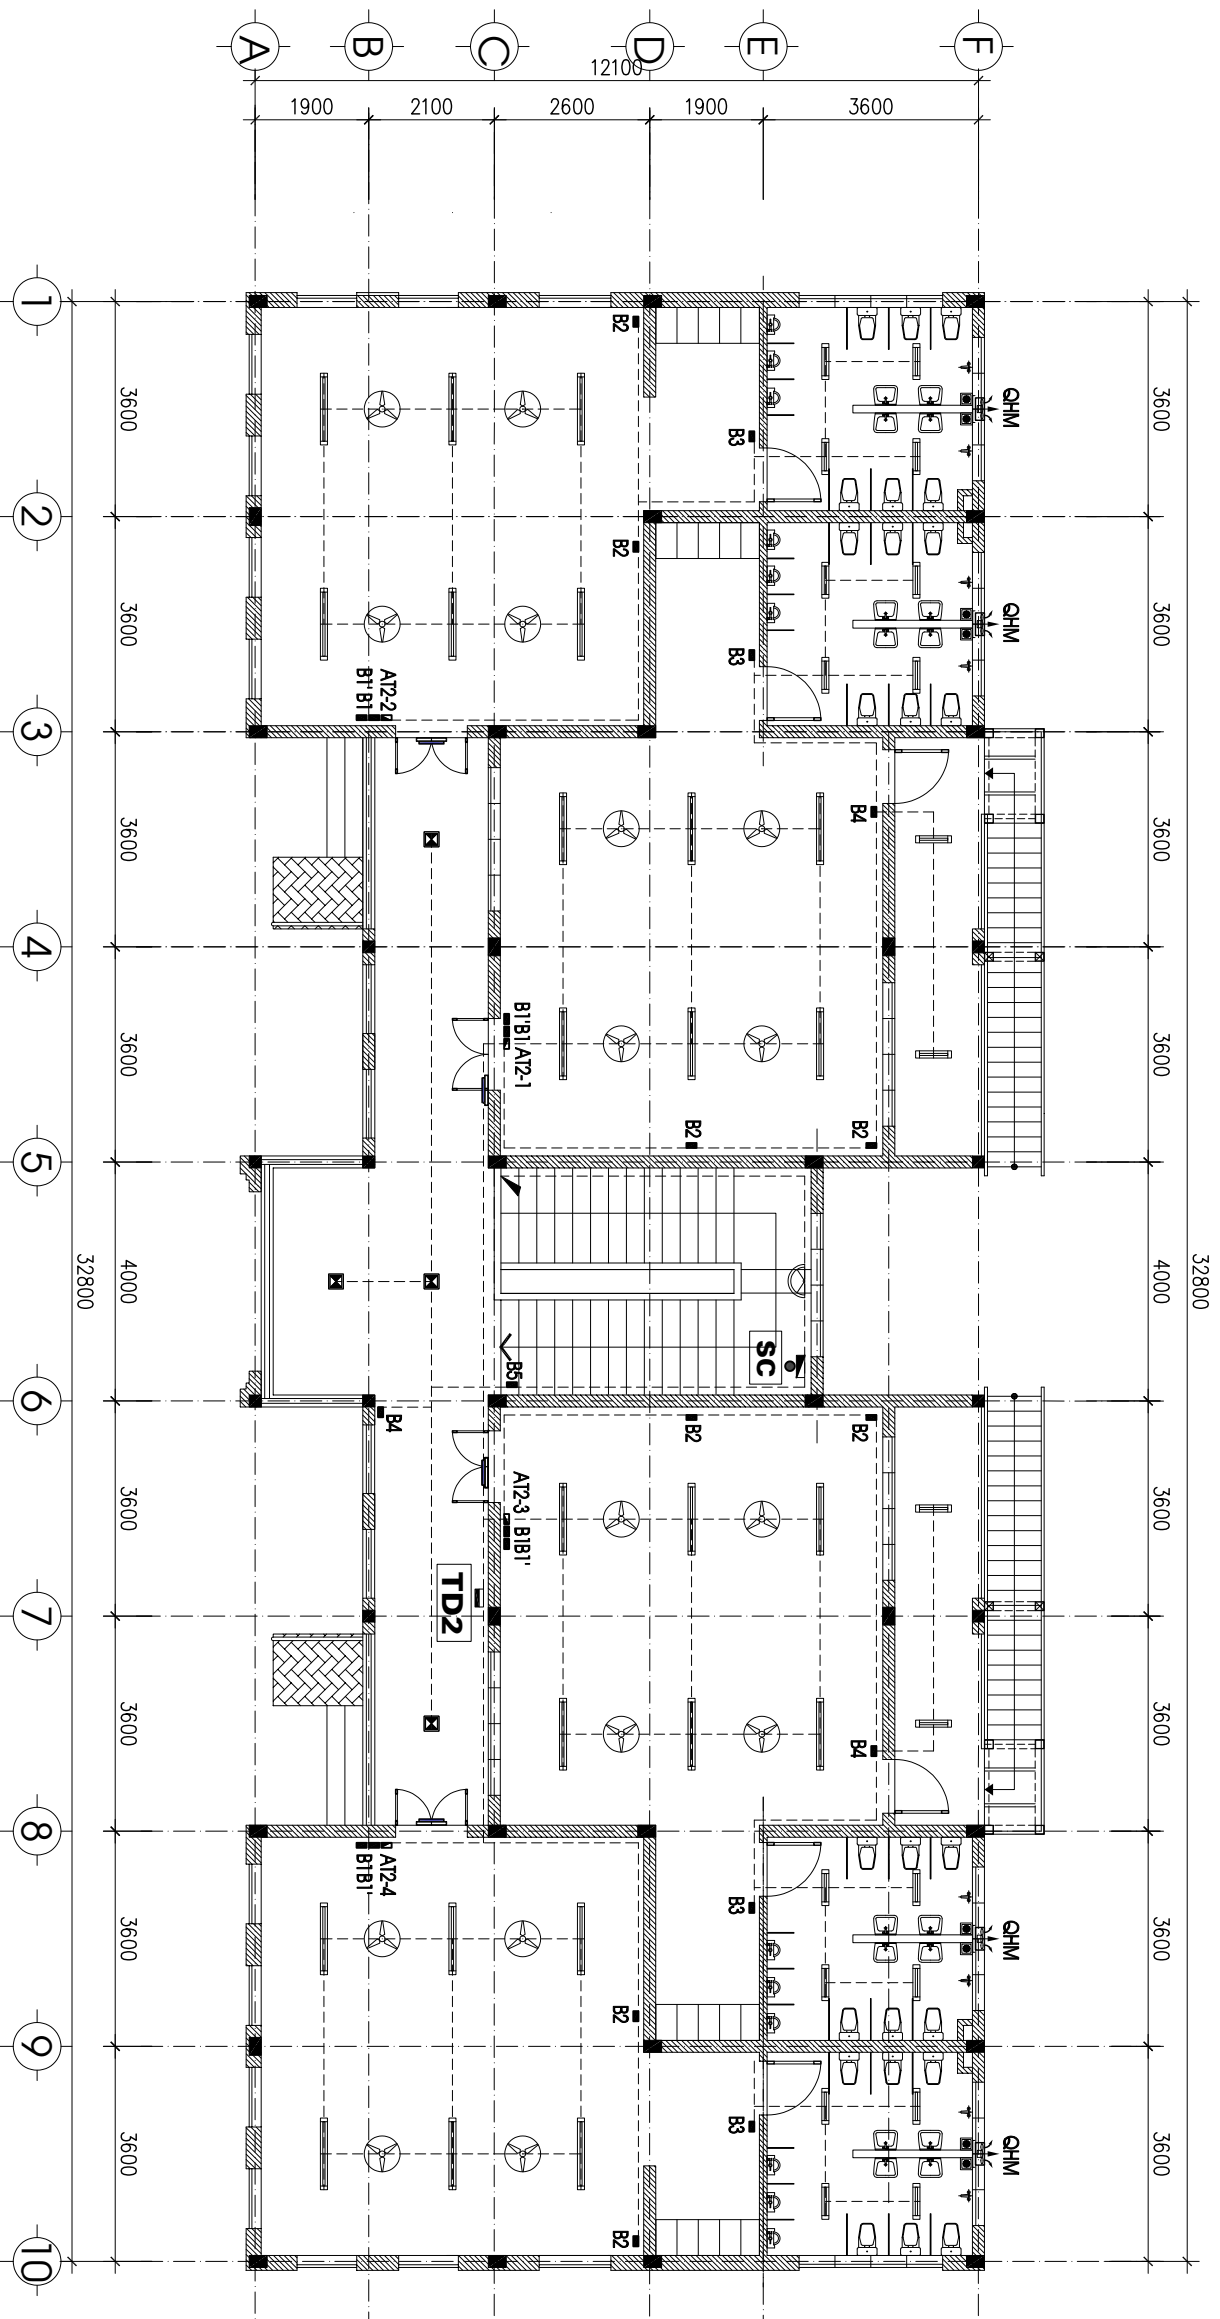 A
B
C
D
E
F
12100
1900
2100
2600
1900
3600
1
2
3
4
5
6
7
8
9
10
3600
3600
3600
3600
4000
3600
3600
3600
3600
32800
3600
3600
3600
3600
4000
3600
3600
3600
3600
32800
B2
B3
QHM
B2
B3
QHM
AT2-2
B1' B1
B4
B1'B1 AT2-1
B2
B2
SC
B5
B4
B2
B2
AT2-3 B1B1'
TD2
B4
AT2-4
B1B1'
B3
QHM
B2
B3
QHM
B2